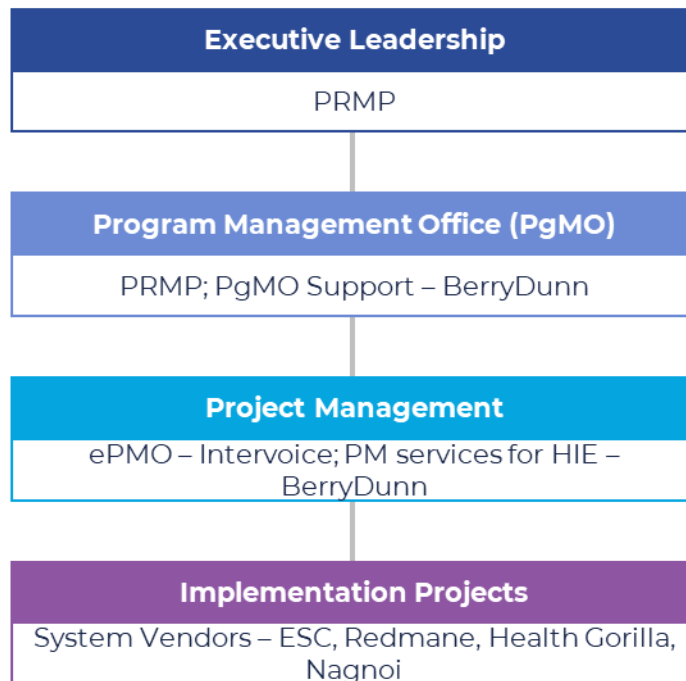 Executive Leadership
PRMP
Program Management Office (PgMO)
PRMP; PgMO Support – BerryDunn
Project Management
ePMO – Intervoice; PM services for HIE –
BerryDunn
Implementation Projects
System Vendors – ESC, Redmane, Health Gorilla,
Nagnoi